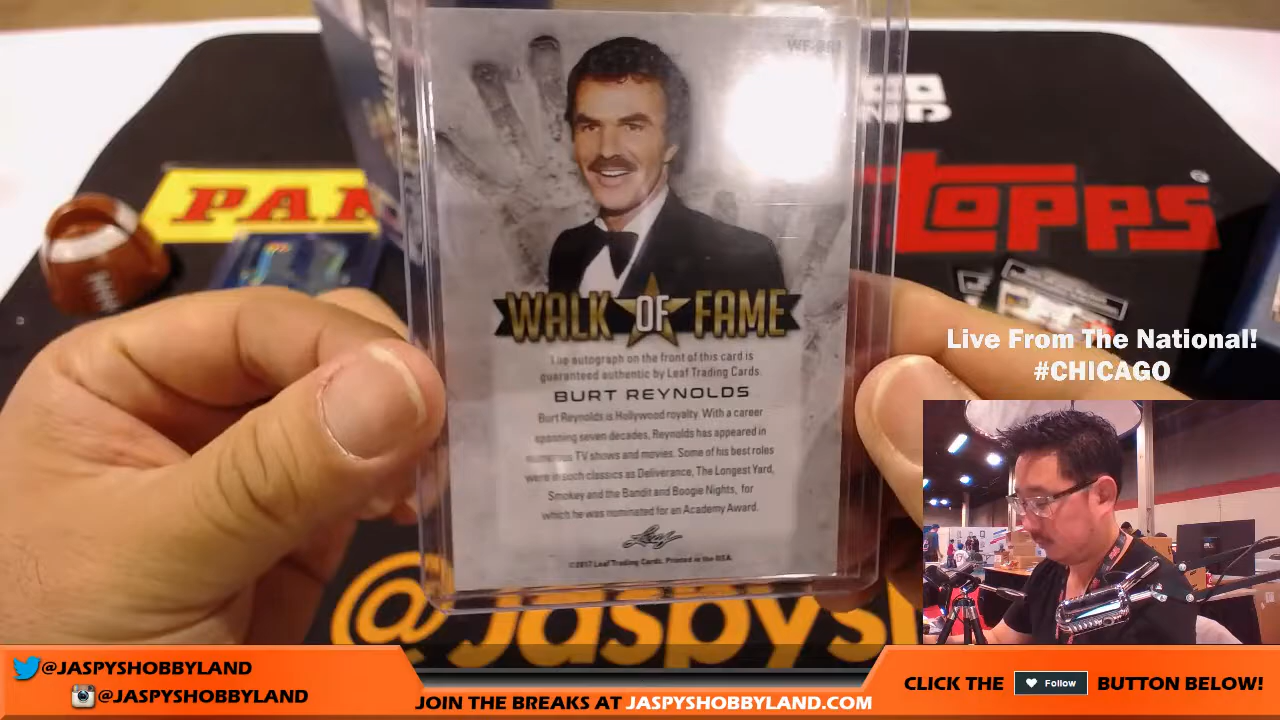 PAN
TOPPS
WALK OF FAME
The autograph on the front of this card is
guaranteed authentic by Leaf Trading Cards.
BURT REYNOLDS
Burt Reynolds is Hollywood royalty. With a career
spanning seven decades, Reynolds has appeared in
numerous TV shows and movies. Some of his best roles
were in such classics as Deliverance, The Longest Yard,
Smokey and the Bandit and Boogie Nights, for
which he was nominated for an Academy Award.
Leaf
©2017 Leaf Trading Cards. Printed in the USA.
Live From The National!
#CHICAGO
@Jaspys
@JASPYSHOBBYLAND
@JASPYSHOBBYLAND
JOIN THE BREAKS AT JASPYSHOBBYLAND.COM
CLICK THE Follow BUTTON BELOW!